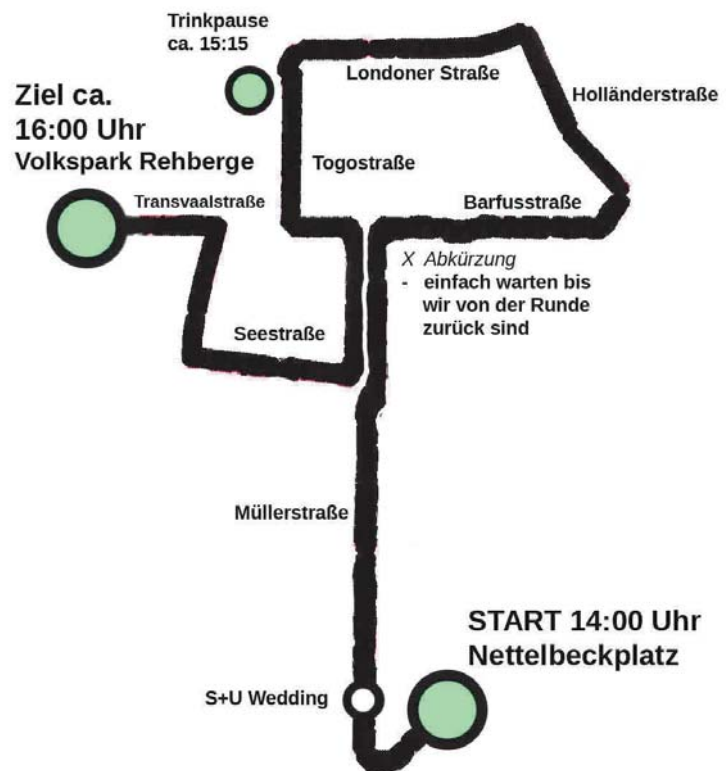 Trinkpause
ca. 15:15
Londoner Straße
Holländerstraße
Ziel ca.
16:00 Uhr
Volkspark Rehberge
Togostraße
Transvaalstraße
Barfusstraße
X Abkürzung
- einfach warten bis
wir von der Runde
zurück sind
Seestraße
Müllerstraße
START 14:00 Uhr
Nettelbeckplatz
S+U Wedding